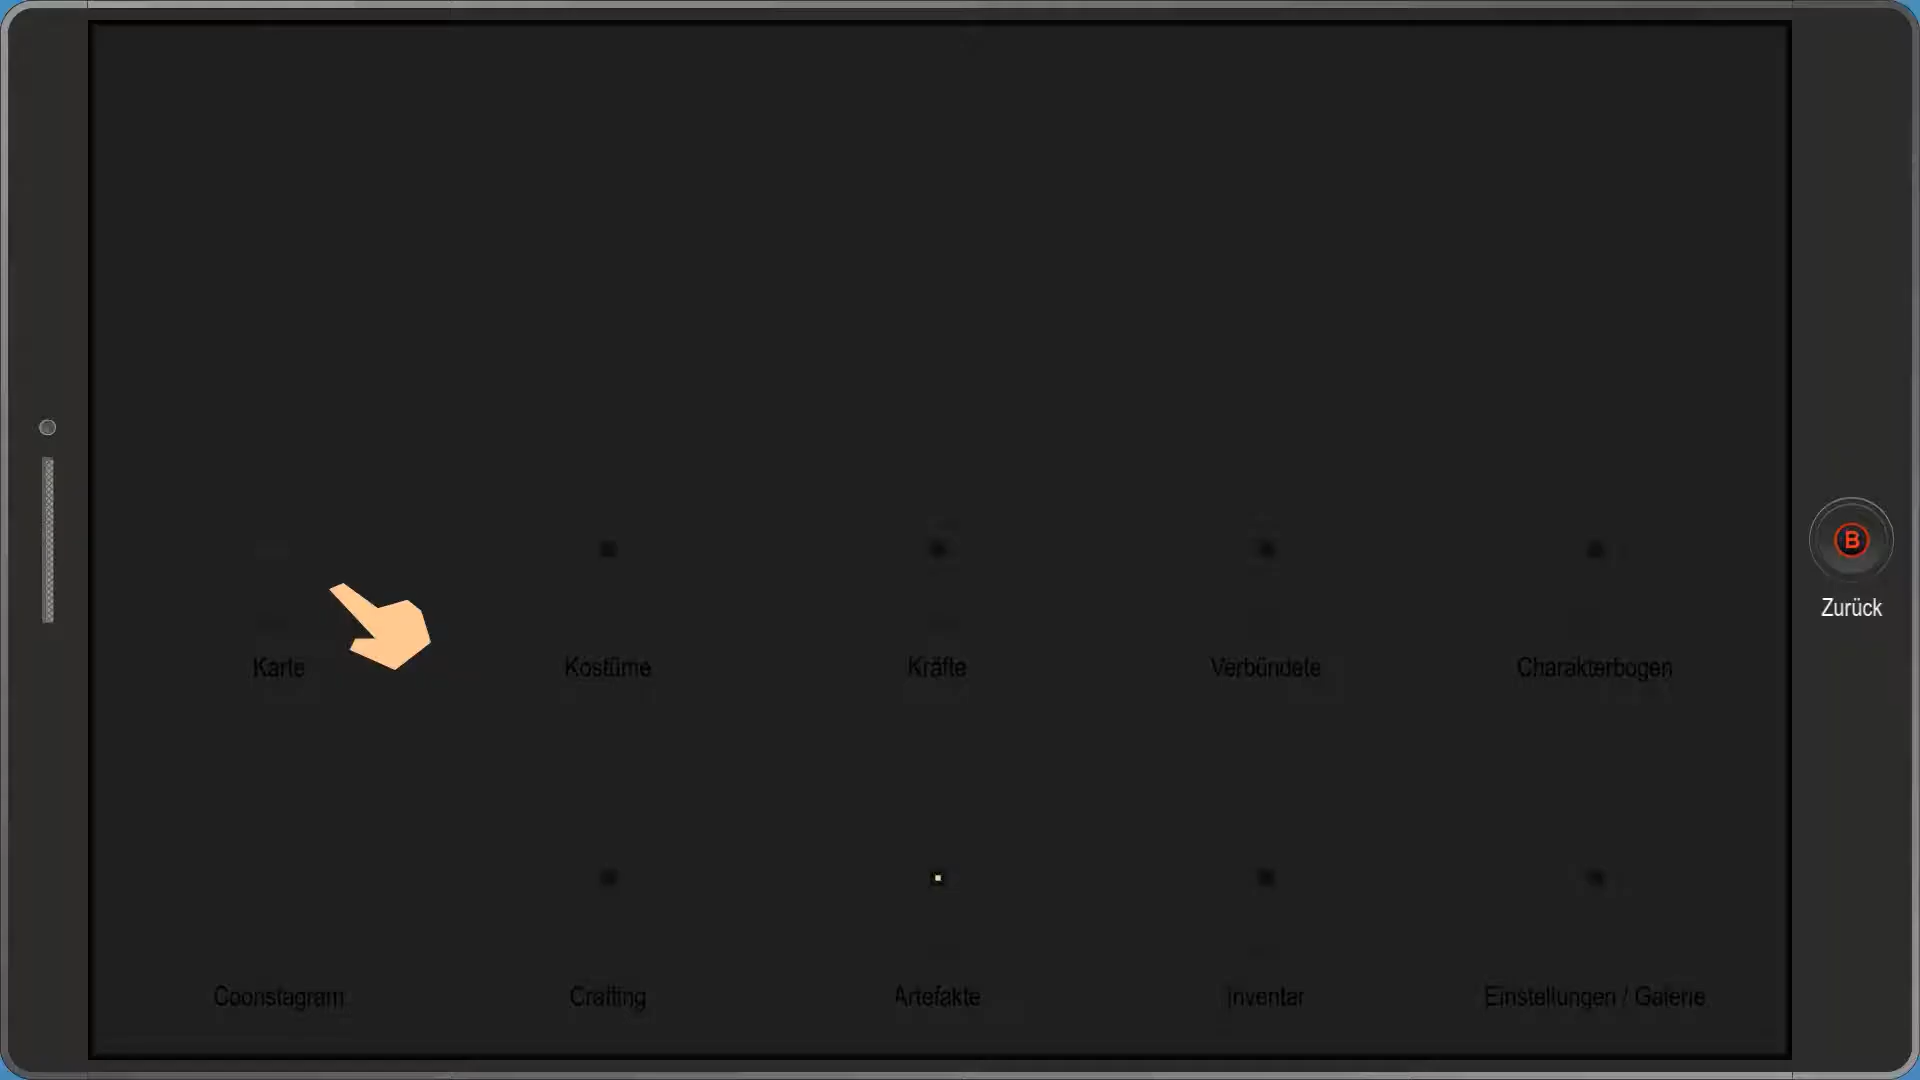 B
Zurück
Karte
Kostüme
Kräfte
Verbündete
Charakterbogen
Coonstagram
Crafting
Artefakte
Inventar
Einstellungen / Galerie